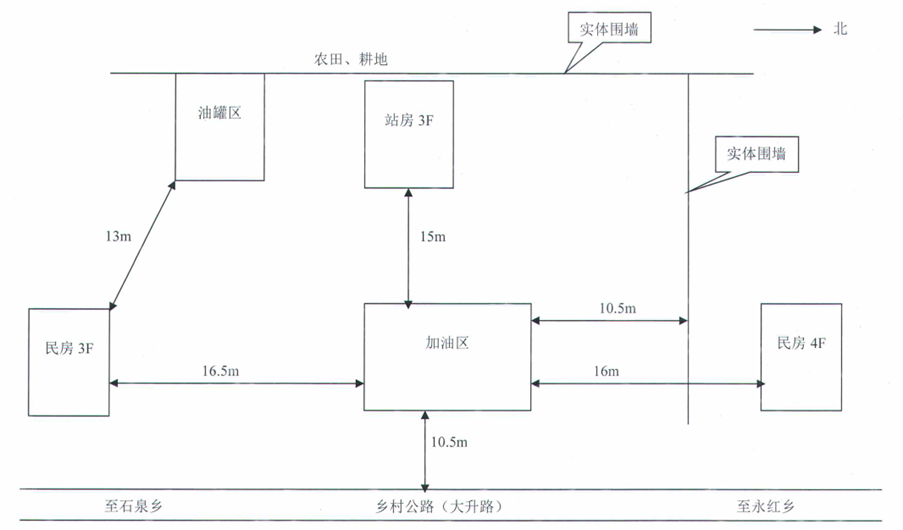 实体围墙
北
农田、耕地
油罐区
站房 3F
实体围墙
13m
15m
10.5m
民房 3F
加油区
民房 4F
16.5m
16m
10.5m
至石泉乡
乡村公路（大升路）
至永红乡